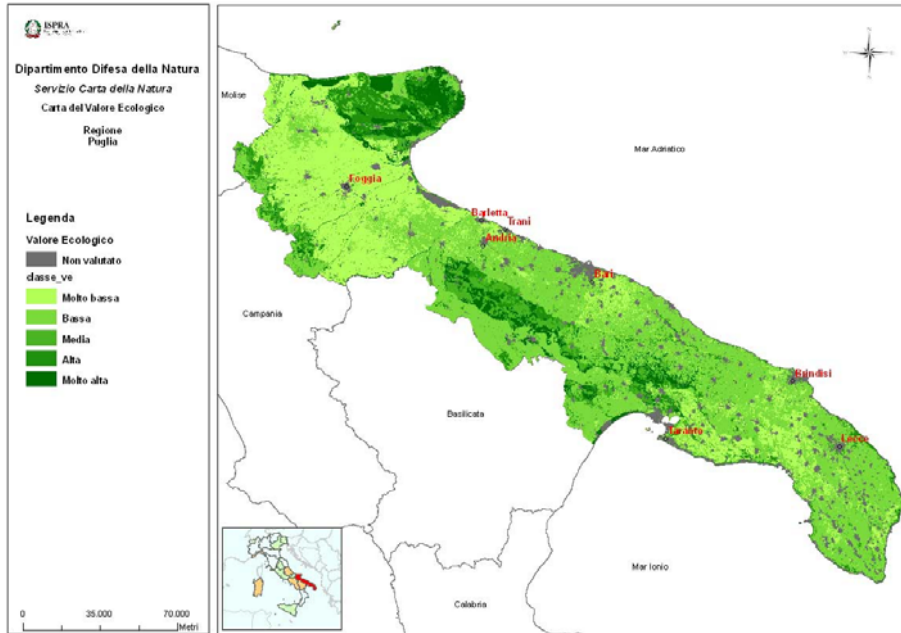 ISPRA
Dipartimento Difesa della Natura
Servizio Carta della Natura
Carta del Valore Ecologico
Regione
Puglia
Legenda
Valore Ecologico
Non valutato
classe_ve
Molto bassa
Bassa
Media
Alta
Molto alta
0 35.000 70.000
Metri
Molise
Mar Adriatico
Foggia
Barletta
Trani
Andria
Bari
Campania
Brindisi
Basilicata
Taranto
Lecce
Mar Ionio
Calabria